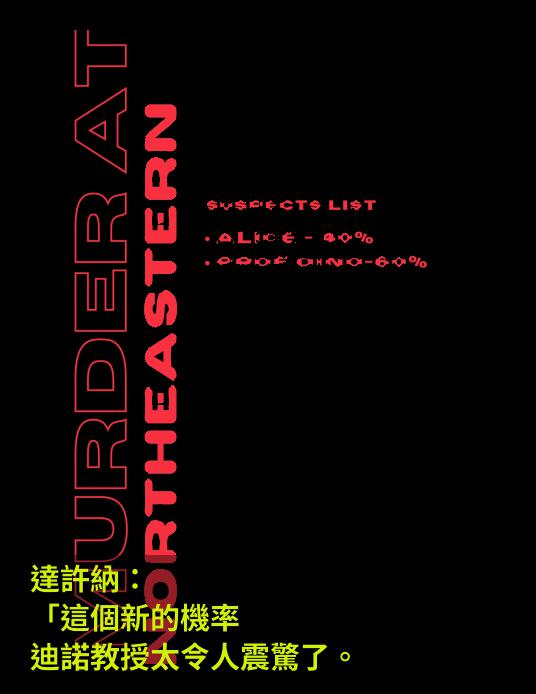 MURDER AT
NORTHEASTERN
SUSPECTS LIST
• ALICE - 40%
• PROF DINO-60%
達許納：
「這個新的機率
迪諾教授太令人震驚了。